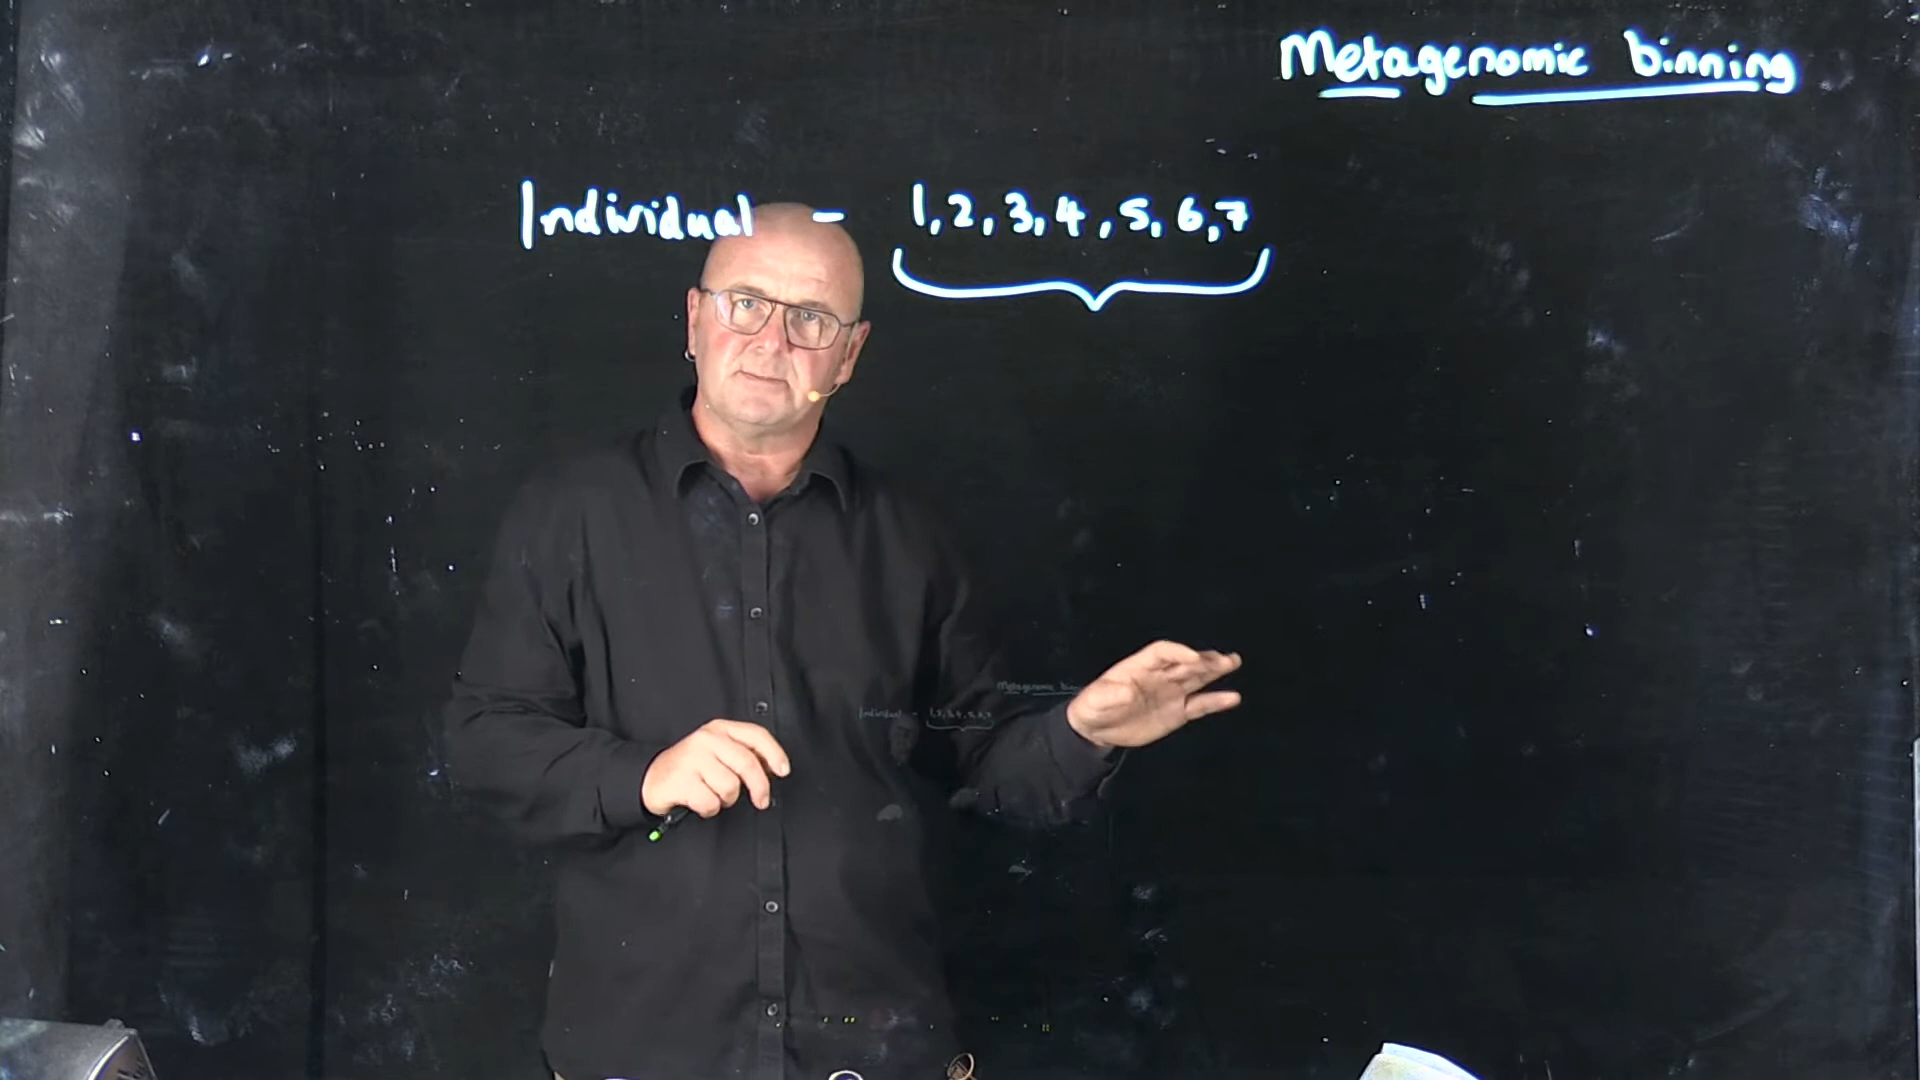 Metagenomic binning
Individual - 1, 2, 3, 4, 5, 6, 7